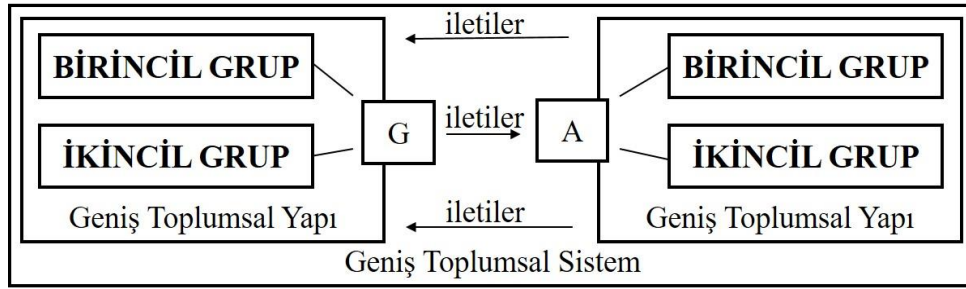 iletiler
BİRİNCİL GRUP
BİRİNCİL GRUP
G
iletiler
A
İKİNCİL GRUP
İKİNCİL GRUP
Geniş Toplumsal Yapı
iletiler
Geniş Toplumsal Yapı
Geniş Toplumsal Sistem